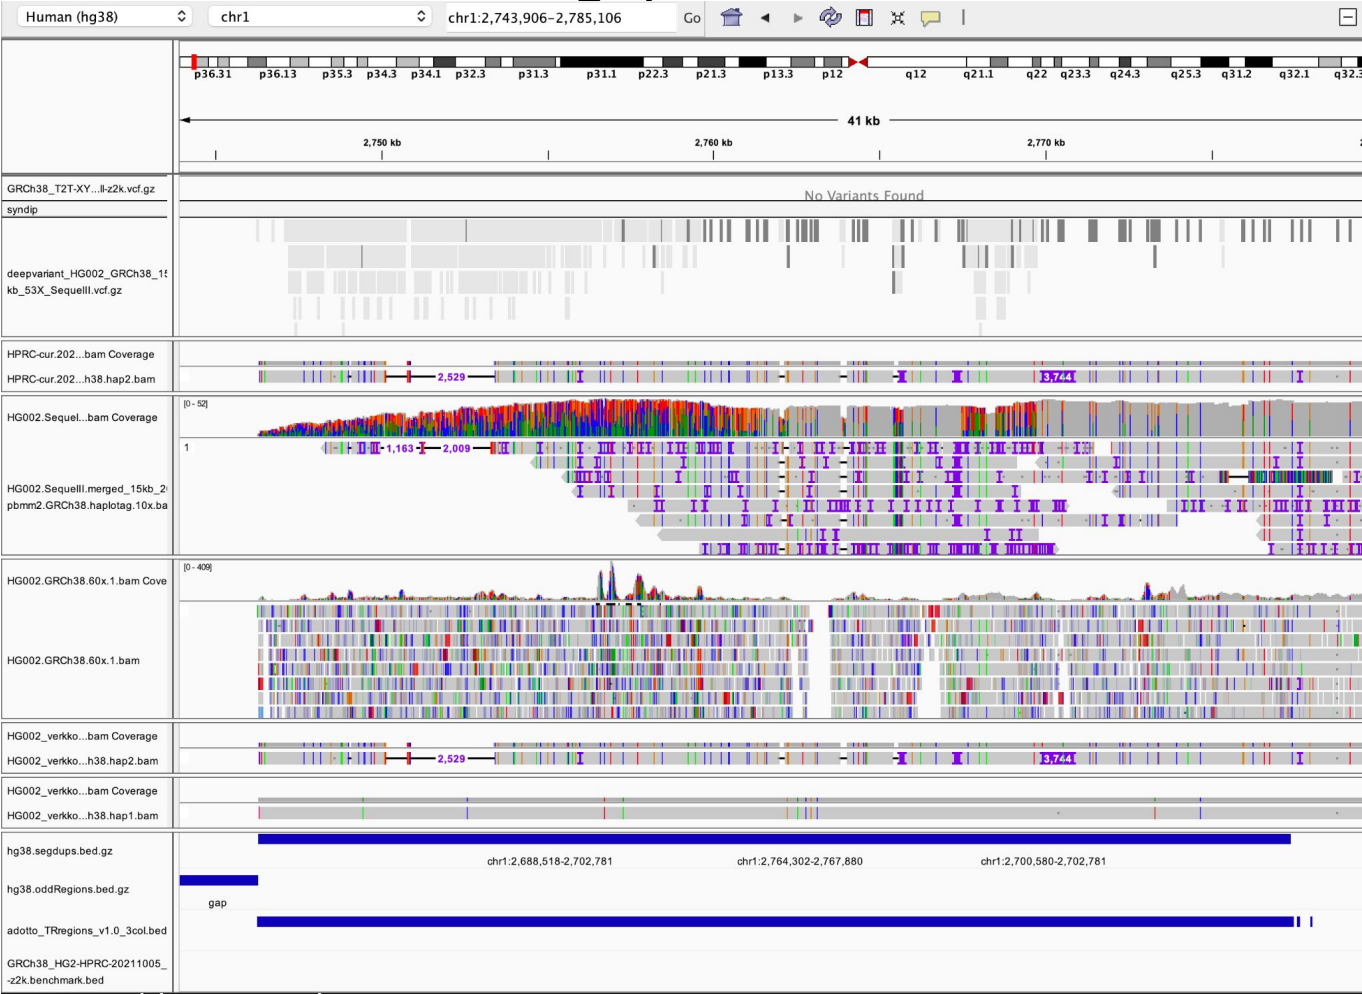 Human (hg38) chr1 chr1:2,743,906-2,785,106 Go
p36.31 p36.13 p35.3 p34.3 p34.1 p32.3 p31.3 p31.1 p22.3 p21.3 p13.3 p12 q12 q21.1 q22 q23.3 q24.3 q25.3 q31.2 q32.1 q32.3
41 kb
2,750 kb 2,760 kb 2,770 kb
GRCh38_T2T-XY...ll-z2k.vcf.gz
No Variants Found
syndip
deepvariant_HG002_GRCh38_15
kb_53X_SequelII.vcf.gz
HPRC-cur.202...bam Coverage
HPRC-cur.202...h38.hap2.bam
2,529 3,744
HG002.Sequel...bam Coverage
[0 - 52]
1
1,163 2,009
HG002.SequelII.merged_15kb_2
pbmm2.GRCh38.haplotag.10x.ba
HG002.GRCh38.60x.1.bam Cove
[0 - 409]
HG002.GRCh38.60x.1.bam
HG002_verkko...bam Coverage
HG002_verkko...h38.hap2.bam
2,529 3,744
HG002_verkko...bam Coverage
HG002_verkko...h38.hap1.bam
hg38.segdups.bed.gz
chr1:2,688,518-2,702,781 chr1:2,764,302-2,767,880 chr1:2,700,580-2,702,781
hg38.oddRegions.bed.gz
gap
adotto_TRregions_v1.0_3col.bed
GRCh38_HG2-HPRC-20211005_
-z2k.benchmark.bed